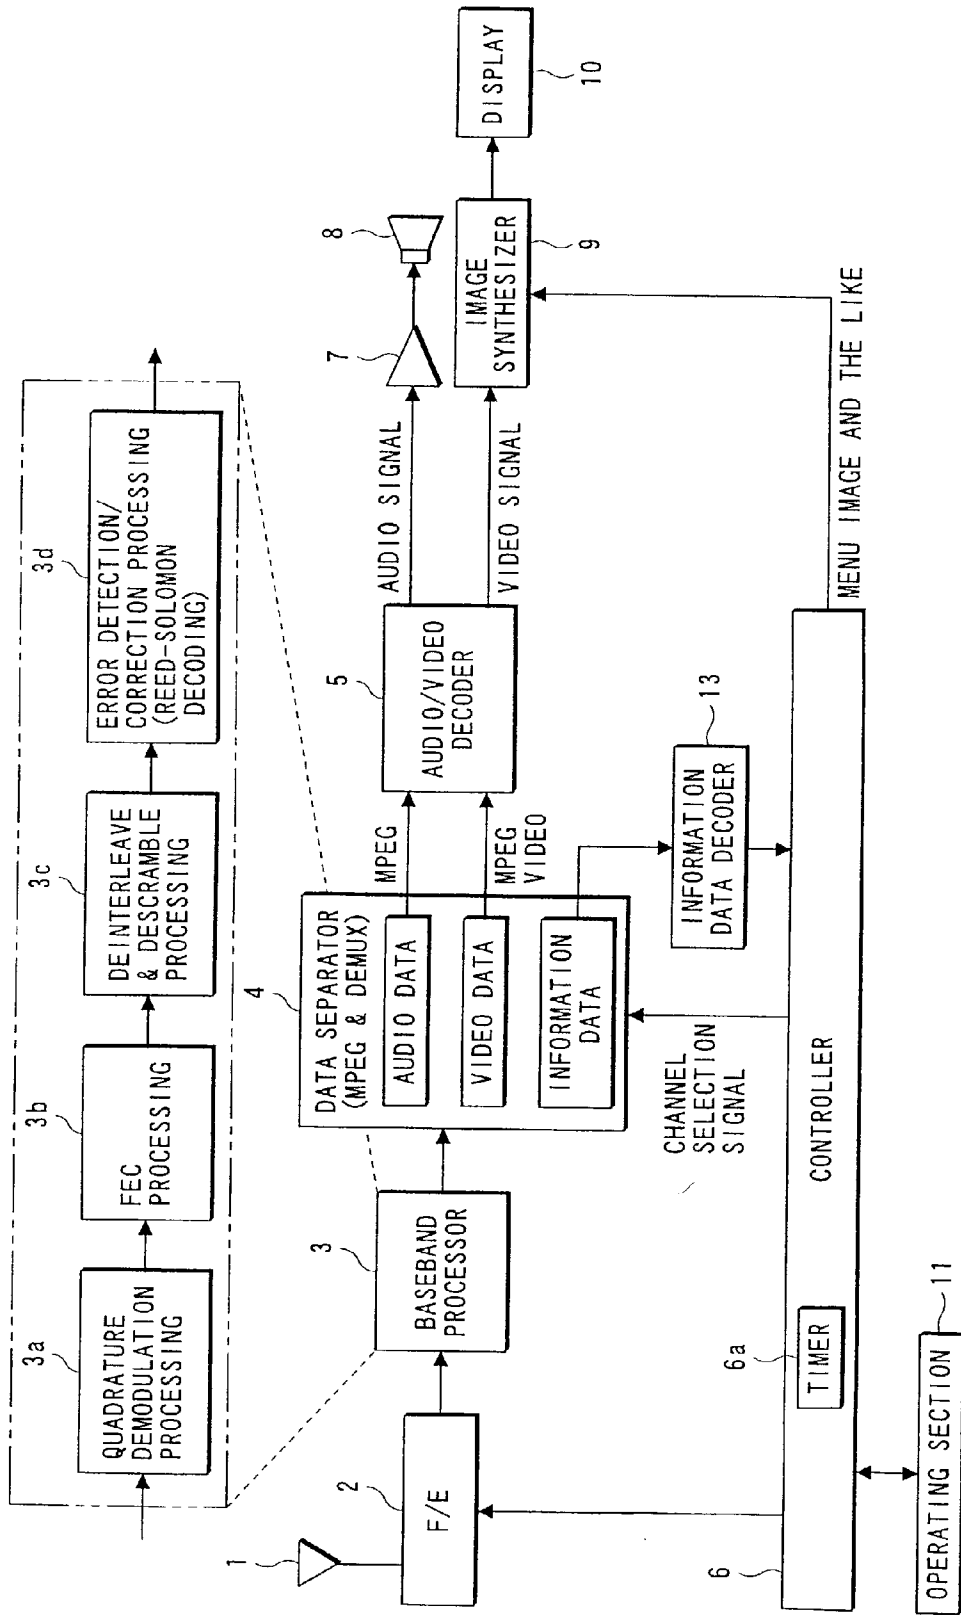 3a
QUADRATURE
DEMODULATION
PROCESSING
3b
FEC
PROCESSING
3c
DEINTERLEAVE
& DESCRAMBLE
PROCESSING
3d
ERROR DETECTION/
CORRECTION PROCESSING
(REED-SOLOMON
DECODING)
1
2
F/E
3
BASEBAND
PROCESSOR
4
DATA SEPARATOR
(MPEG & DEMUX)
AUDIO DATA
VIDEO DATA
INFORMATION
DATA
MPEG
MPEG
VIDEO
5
AUDIO/VIDEO
DECODER
AUDIO SIGNAL
VIDEO SIGNAL
7
8
IMAGE
SYNTHESIZER
9
DISPLAY
10
CHANNEL
SELECTION
SIGNAL
INFORMATION
DATA DECODER
13
6
6a
TIMER
CONTROLLER
MENU IMAGE AND THE LIKE
OPERATING SECTION
11